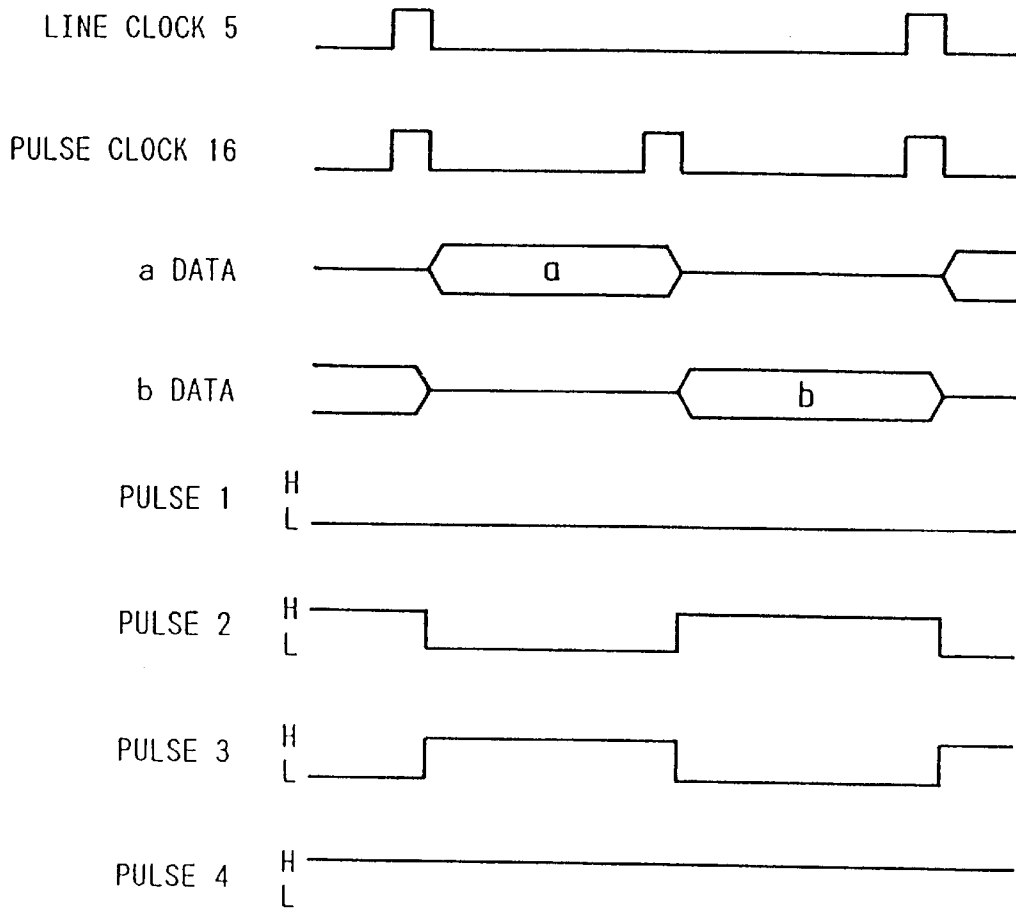 LINE CLOCK 5
PULSE CLOCK 16
a DATA
a
b DATA
b
PULSE 1
H
L
PULSE 2
H
L
PULSE 3
H
L
PULSE 4
H
L